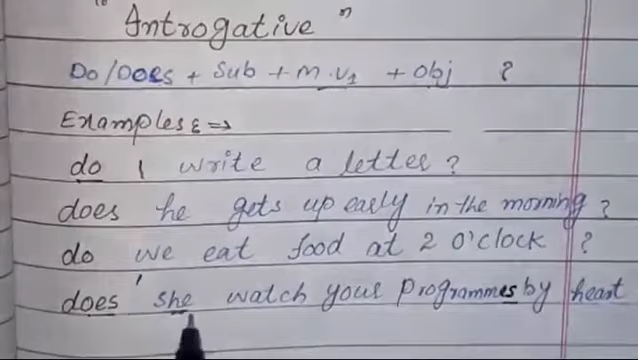 " Introgative "
Do/Does + Sub + m.v1 + obj ?
Examples :⇒
do I write a letter ?
does he gets up early in the morning ?
do we eat food at 2 o'clock ?
does she watch your programmes by heart